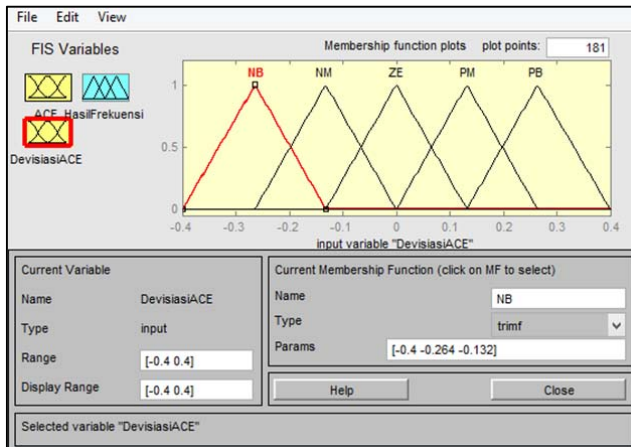 File Edit View
FIS Variables
Membership function plots plot points: 181
ACE HasilFrekuensi
DevisiasiACE
NB NM ZE PM PB
1
0.5
0
-0.4 -0.3 -0.2 -0.1 0 0.1 0.2 0.3 0.4
input variable "DevisiasiACE"
Current Variable
Name DevisiasiACE
Type input
Range [-0.4 0.4]
Display Range [-0.4 0.4]
Current Membership Function (click on MF to select)
Name NB
Type trimf
Params [-0.4 -0.264 -0.132]
Help Close
Selected variable "DevisiasiACE"